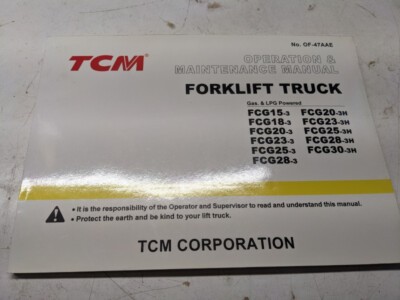 No. OF-47AAE
TCM
OPERATION &
MAINTENANCE MANUAL
FORKLIFT TRUCK
Gas. & LPG Powered
FCG15-3 FCG20-3H
FCG18-3 FCG23-3H
FCG20-3 FCG25-3H
FCG23-3 FCG28-3H
FCG25-3 FCG30-3H
FCG28-3
• It is the responsibility of the Operator and Supervisor to read and understand this manual.
• Protect the earth and be kind to your lift truck.
TCM CORPORATION